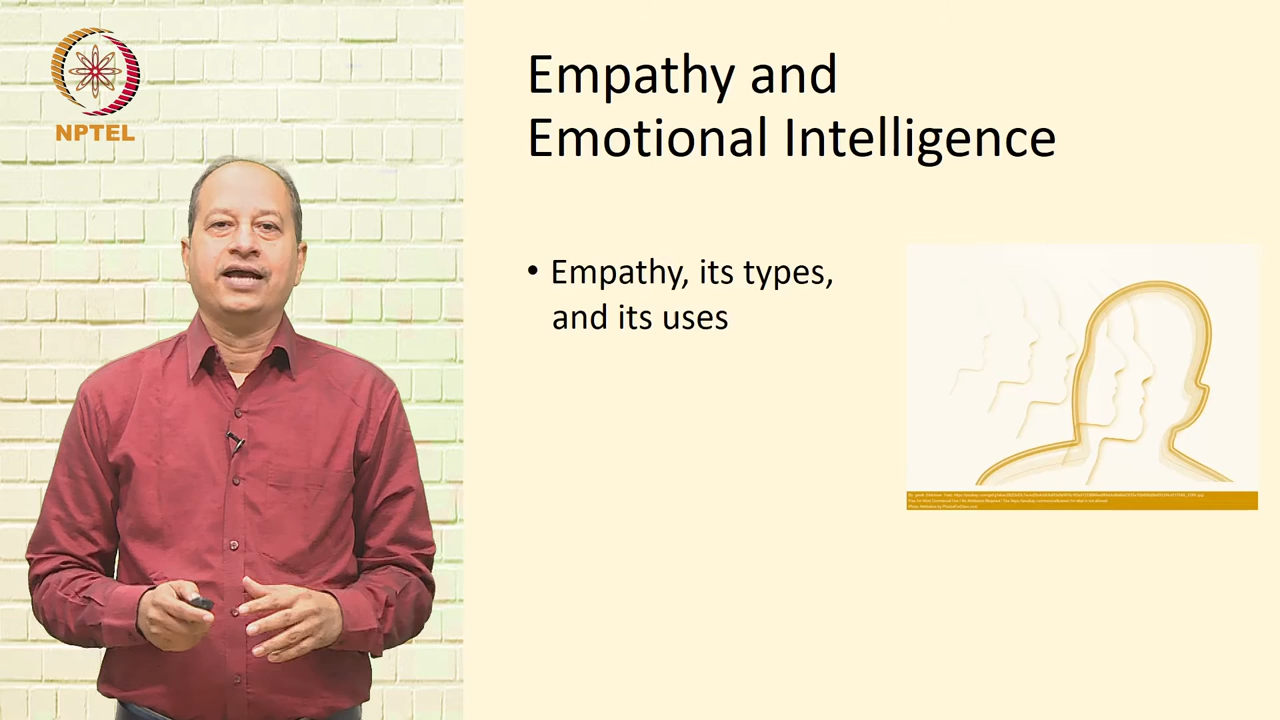 NPTEL
Empathy and
Emotional Intelligence
• Empathy, its types,
and its uses